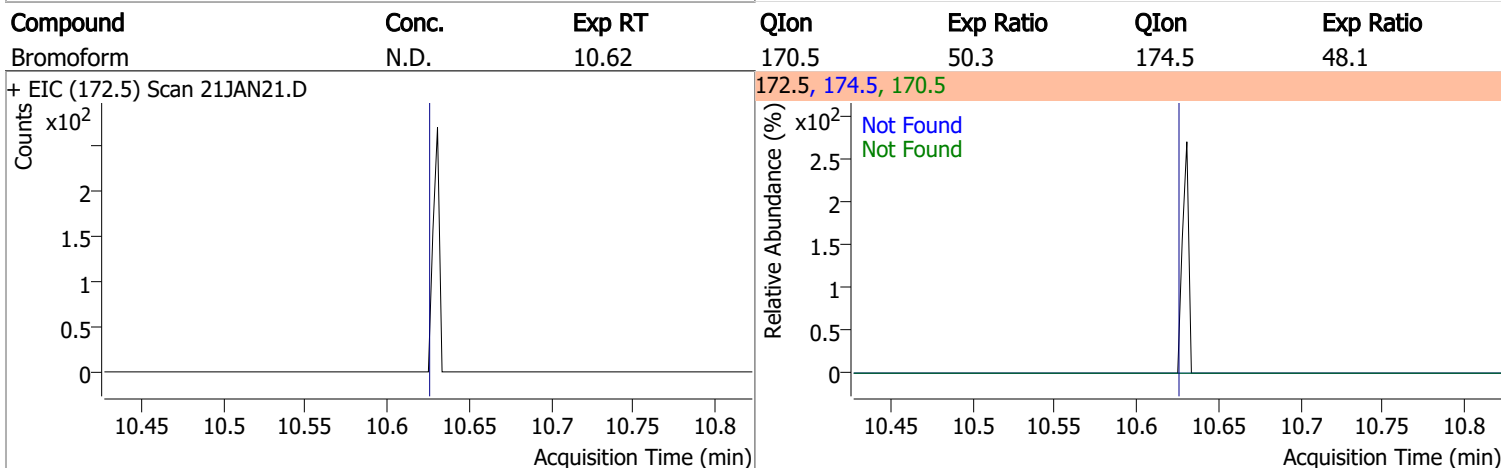 Compound Conc. Exp RT QIon Exp Ratio QIon Exp Ratio
Bromoform N.D. 10.62 170.5 50.3 174.5 48.1
+ EIC (172.5) Scan 21JAN21.D
Counts
x10²
2
1.5
1
0.5
0
10.45 10.5 10.55 10.6 10.65 10.7 10.75 10.8
Acquisition Time (min)
172.5, 174.5, 170.5
Relative Abundance (%)
x10²
Not Found
Not Found
2.5
2
1.5
1
0.5
0
10.45 10.5 10.55 10.6 10.65 10.7 10.75 10.8
Acquisition Time (min)